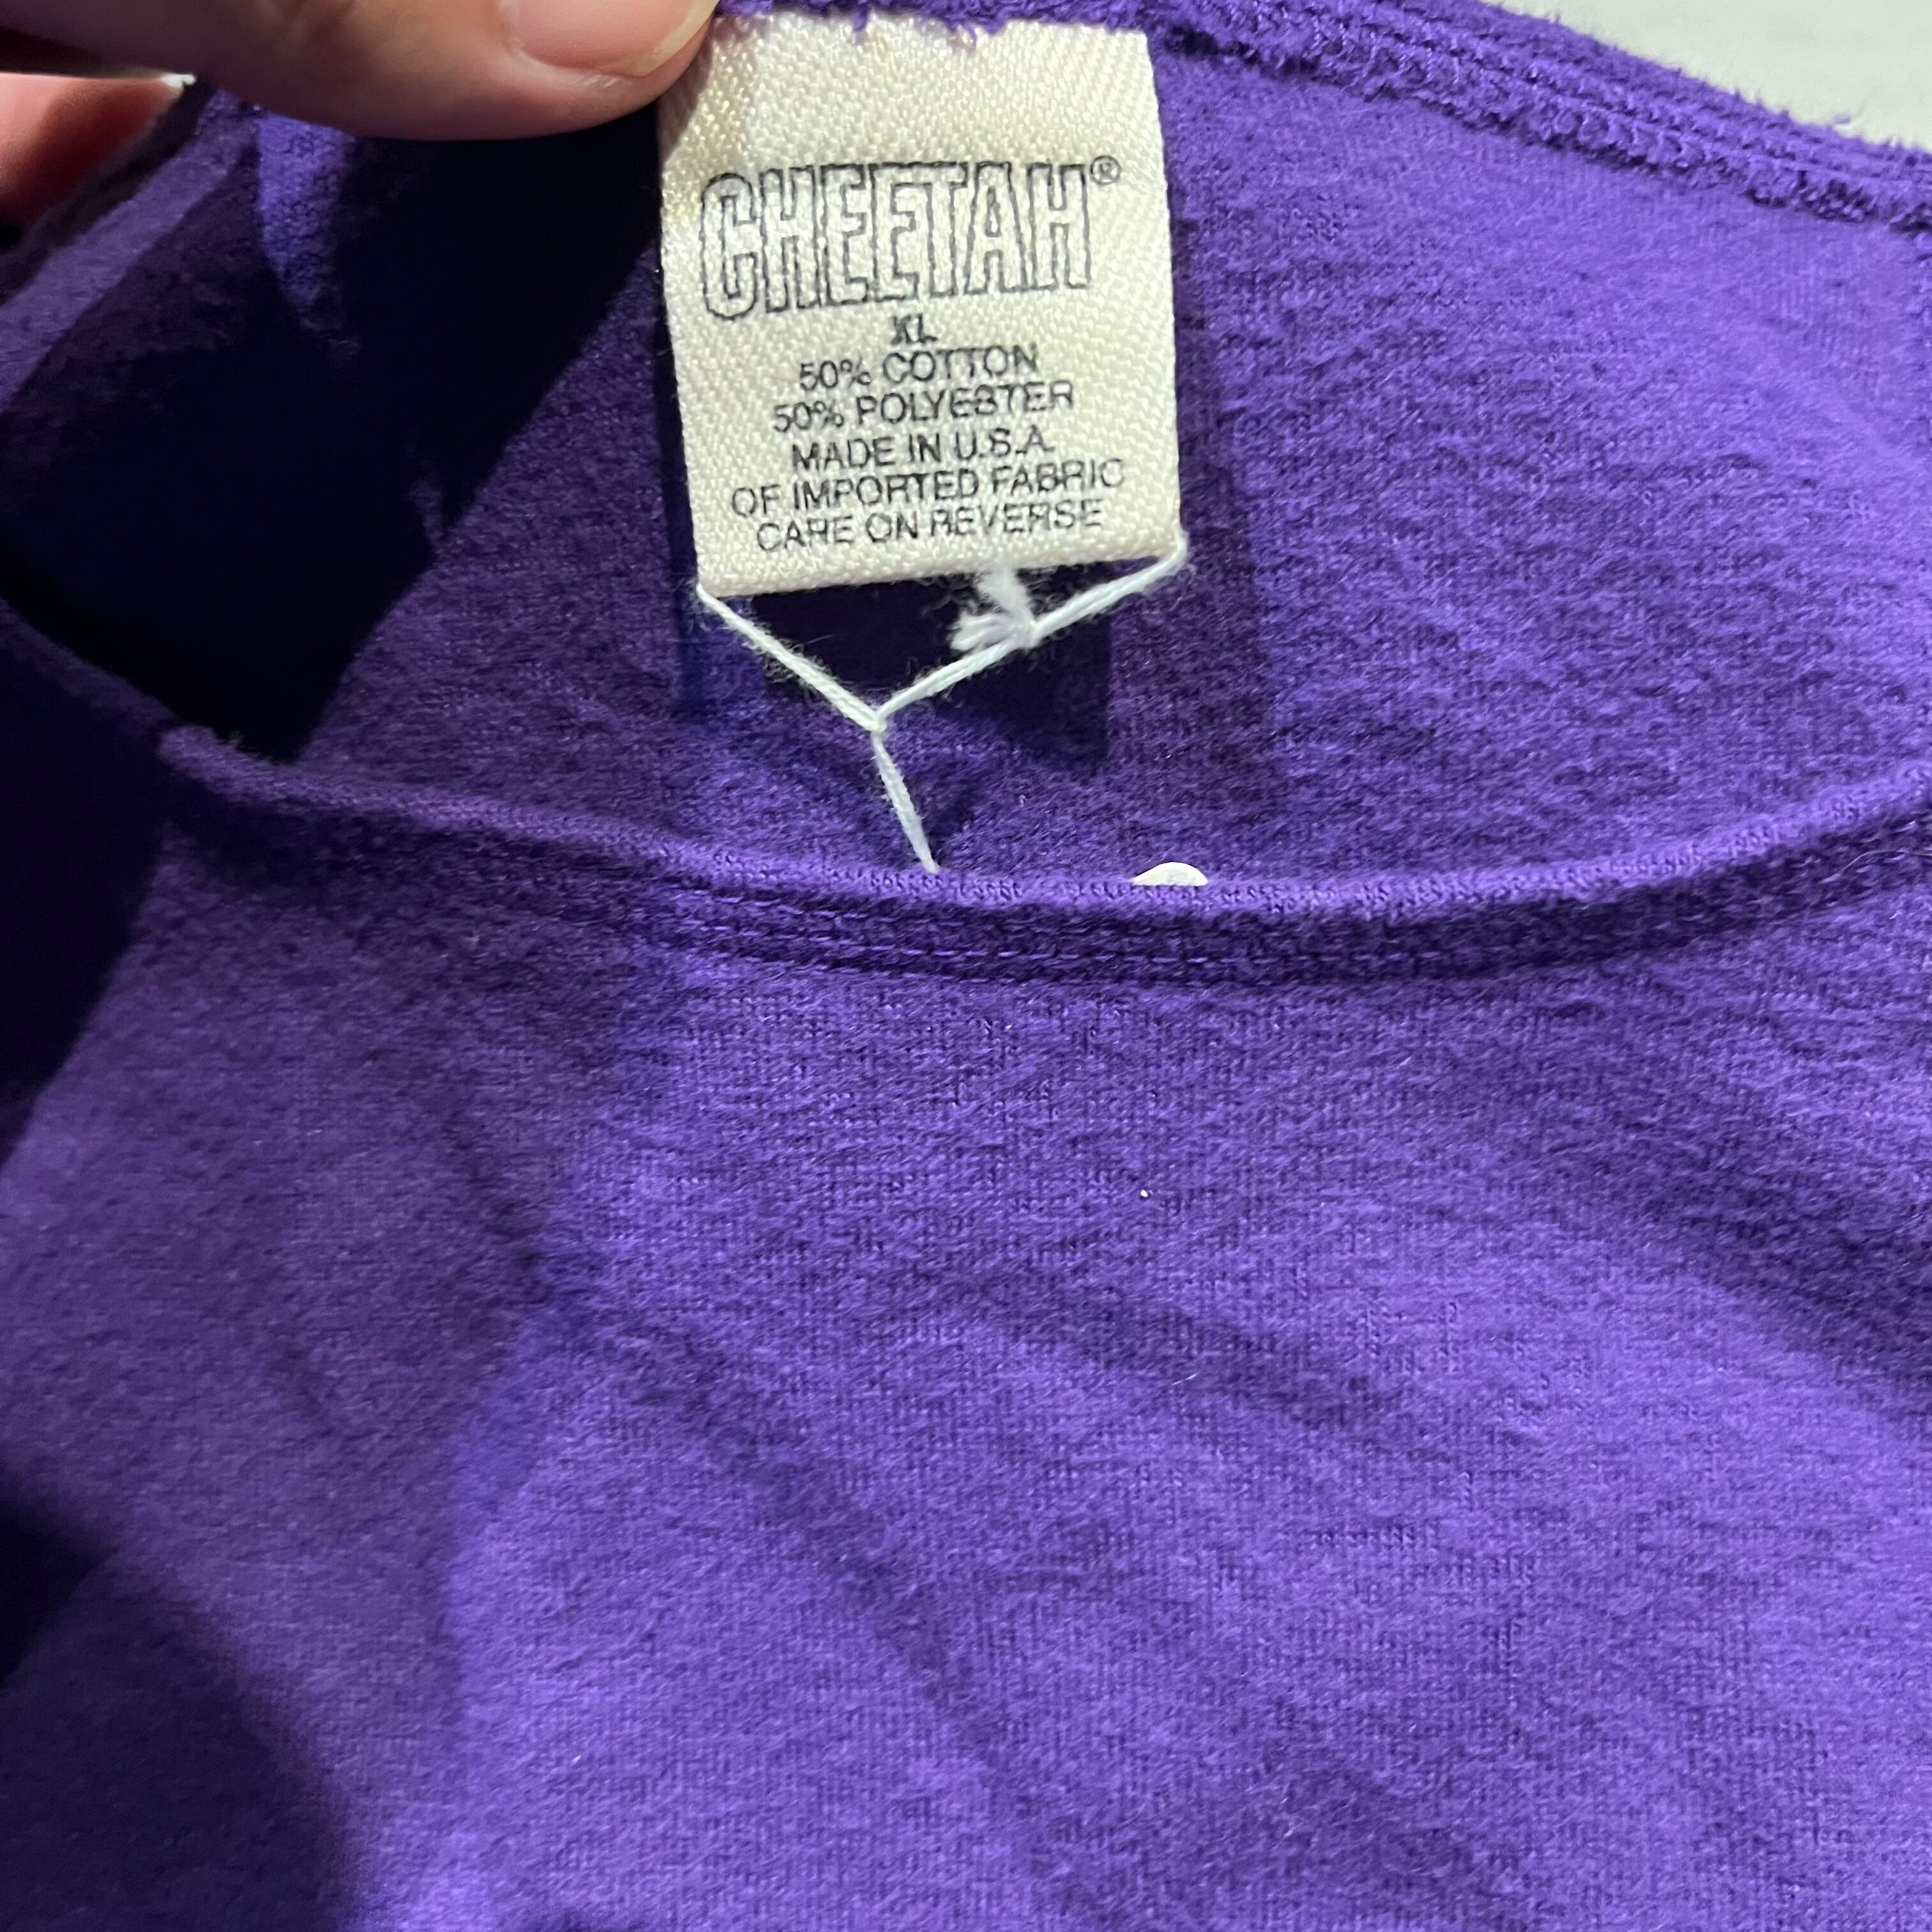 CHEETAH®
XL
50% COTTON
50% POLYESTER
MADE IN U.S.A.
OF IMPORTED FABRIC
CARE ON REVERSE